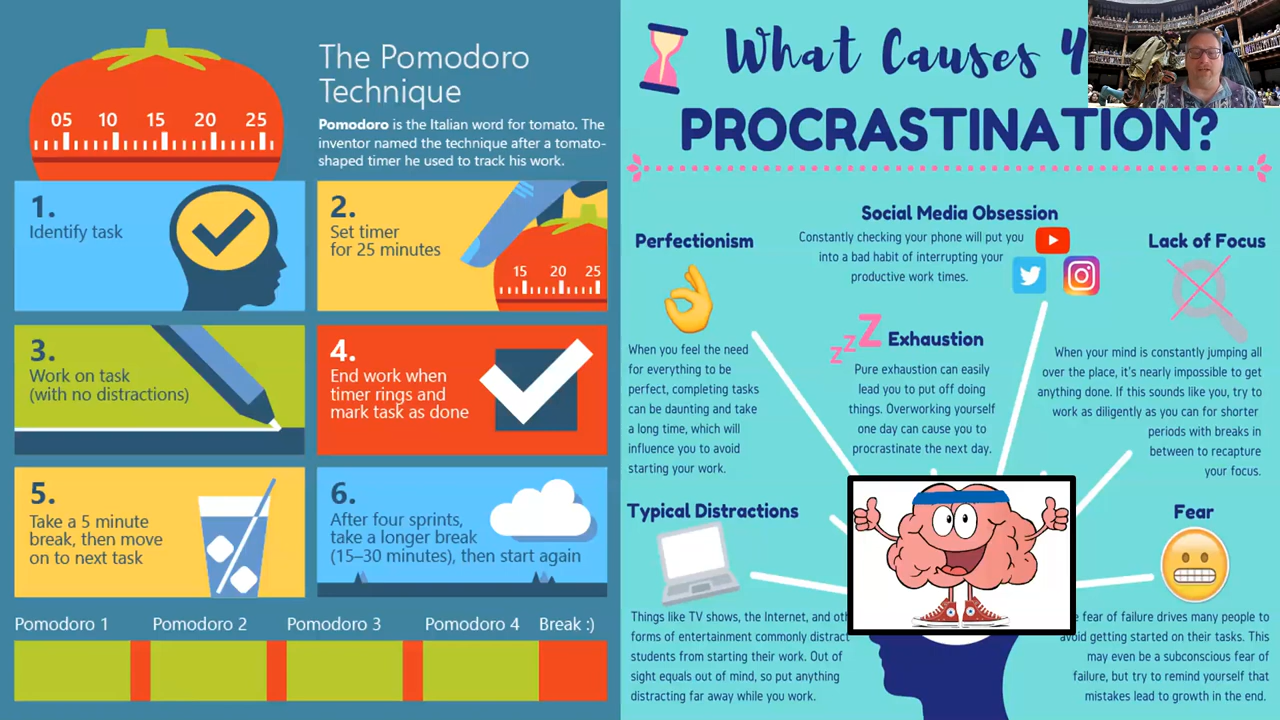 The Pomodoro
Technique
Pomodoro is the Italian word for tomato. The
inventor named the technique after a tomato-
shaped timer he used to track his work.
05 10 15 20 25
1.
Identify task
2.
Set timer
for 25 minutes
15 20 25
3.
Work on task
(with no distractions)
4.
End work when
timer rings and
mark task as done
5.
Take a 5 minute
break, then move
on to next task
6.
After four sprints,
take a longer break
(15–30 minutes), then start again
Pomodoro 1 Pomodoro 2 Pomodoro 3 Pomodoro 4 Break :)
What Causes
PROCRASTINATION?
Social Media Obsession
Constantly checking your phone will put you
into a bad habit of interrupting your
productive work times.
Perfectionism
When you feel the need
for everything to be
perfect, completing tasks
can be daunting and take
a long time, which will
influence you to avoid
starting your work.
zzZ Exhaustion
Pure exhaustion can easily
lead you to put off doing
things. Overworking yourself
one day can cause you to
procrastinate the next day.
Lack of Focus
When your mind is constantly jumping all
over the place, it's nearly impossible to get
anything done. If this sounds like you, try to
work as diligently as you can for shorter
periods with breaks in
between to recapture
your focus.
Typical Distractions
Things like TV shows, the Internet, and
forms of entertainment commonly distract
students from starting their work. Out of
sight equals out of mind, so put anything
distracting far away while you work.
Fear
fear of failure drives many people to
avoid getting started on their tasks. This
may even be a subconscious fear of
failure, but try to remind yourself that
mistakes lead to growth in the end.